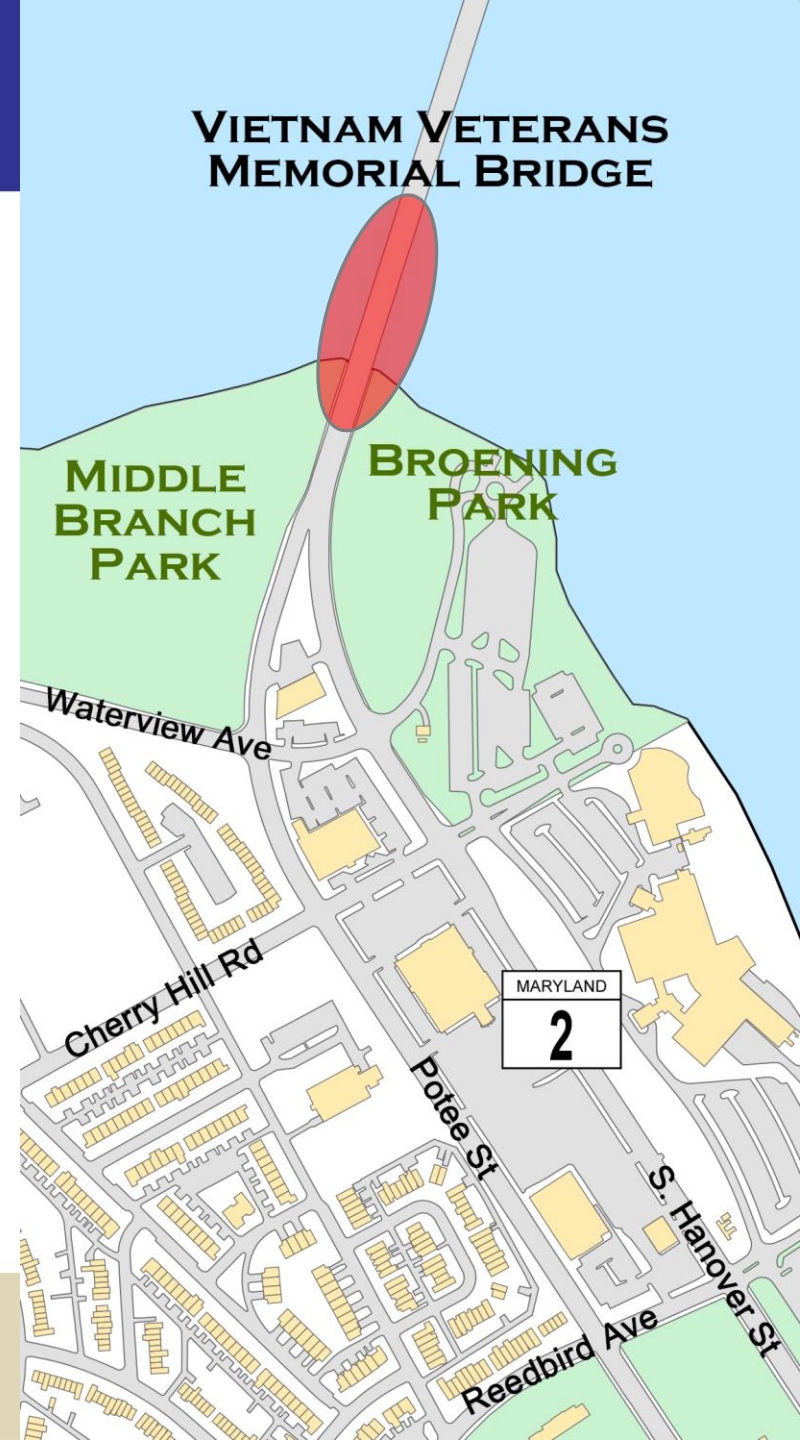 VIETNAM VETERANS
MEMORIAL BRIDGE
MIDDLE
BRANCH
PARK
BROENING
PARK
Waterview Ave
Cherry Hill Rd
MARYLAND
2
Potee St
S. Hanover St
Reedbird Ave